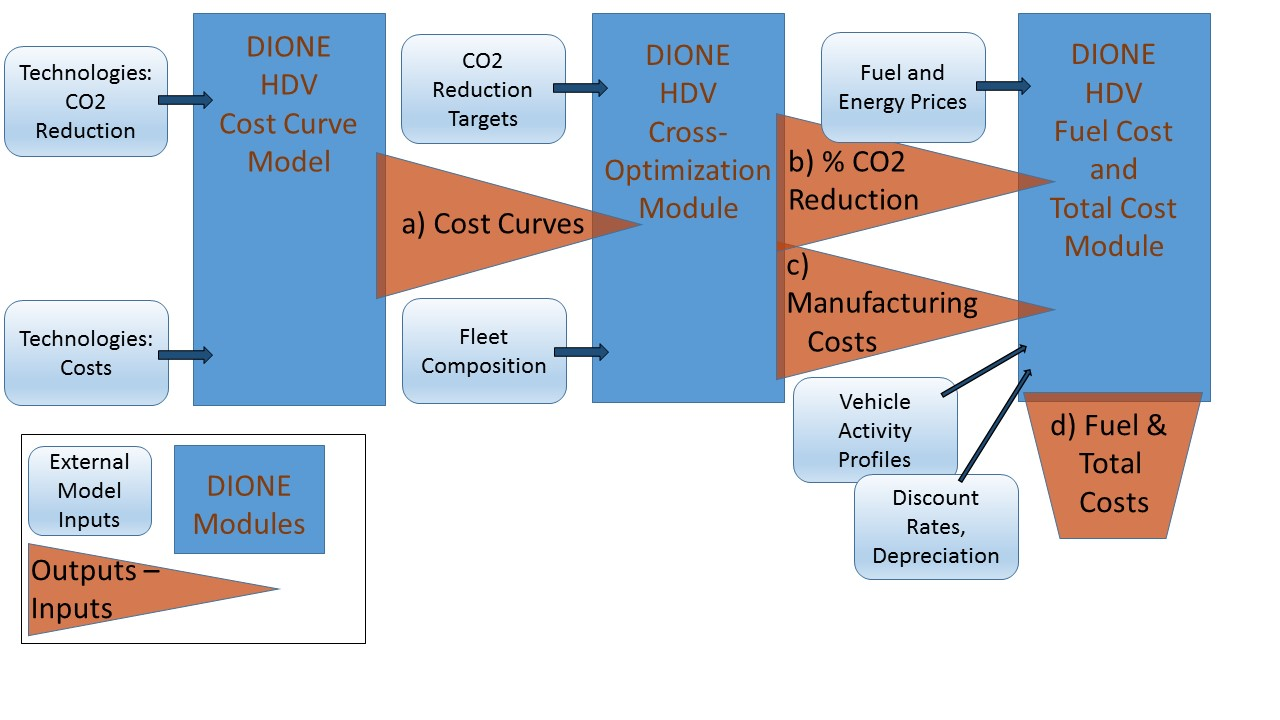 Technologies:
CO2
Reduction
Technologies:
Costs
DIONE
HDV
Cost Curve
Model
a) Cost Curves
CO2
Reduction
Targets
Fleet
Composition
DIONE
HDV
Cross-
Optimization
Module
b) % CO2
Reduction
c)
Manufacturing
Costs
Fuel and
Energy Prices
Vehicle
Activity
Profiles
Discount
Rates,
Depreciation
DIONE
HDV
Fuel Cost
and
Total Cost
Module
d) Fuel &
Total
Costs
External
Model
Inputs
DIONE
Modules
Outputs –
Inputs